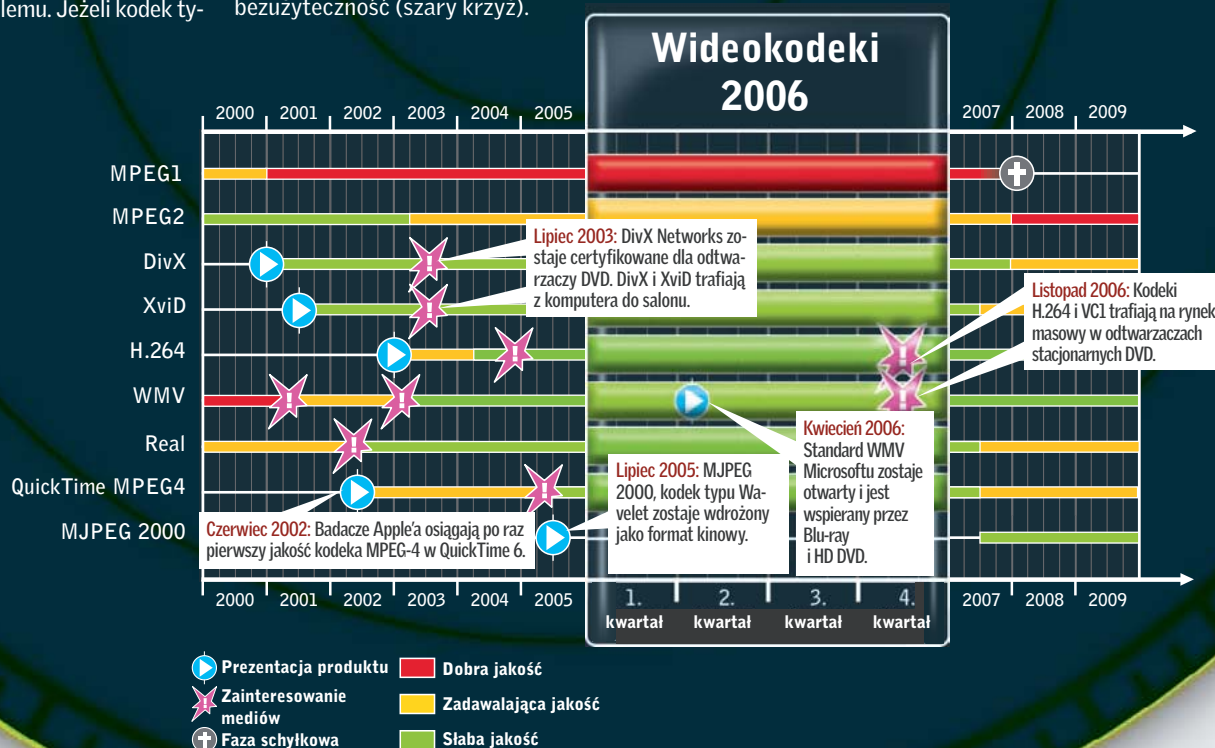 lemu. Jeżeli kodek ty-
bezużyteczność (szary krzyż).
Wideokodeki
2006
2000 2001 2002 2003 2004 2005 2007 2008 2009
MPEG1
MPEG2
DivX
XviD
H.264
WMV
Real
QuickTime MPEG4
MJPEG 2000
Lipiec 2003: DivX Networks zo-
staje certyfikowane dla odtwa-
rzaczy DVD. DivX i XviD trafiają
z komputera do salonu.
Listopad 2006: Kodeki
H.264 i VC1 trafiają na rynek
masowy w odtwarzaczach
stacjonarnych DVD.
Kwiecień 2006:
Standard WMV
Microsoftu zostaje
otwarty i jest
wspierany przez
Blu-ray
i HD DVD.
Lipiec 2005: MJPEG
2000, kodek typu Wa-
velet zostaje wdrożony
jako format kinowy.
Czerwiec 2002: Badacze Apple'a osiągają po raz
pierwszy jakość kodeka MPEG-4 w QuickTime 6.
2000 2001 2002 2003 2004 2005 1. 2. 3. 4. 2007 2008 2009
kwartał kwartał kwartał kwartał
Prezentacja produktu
Zainteresowanie
mediów
Faza schyłkowa
Dobra jakość
Zadawalająca jakość
Słaba jakość